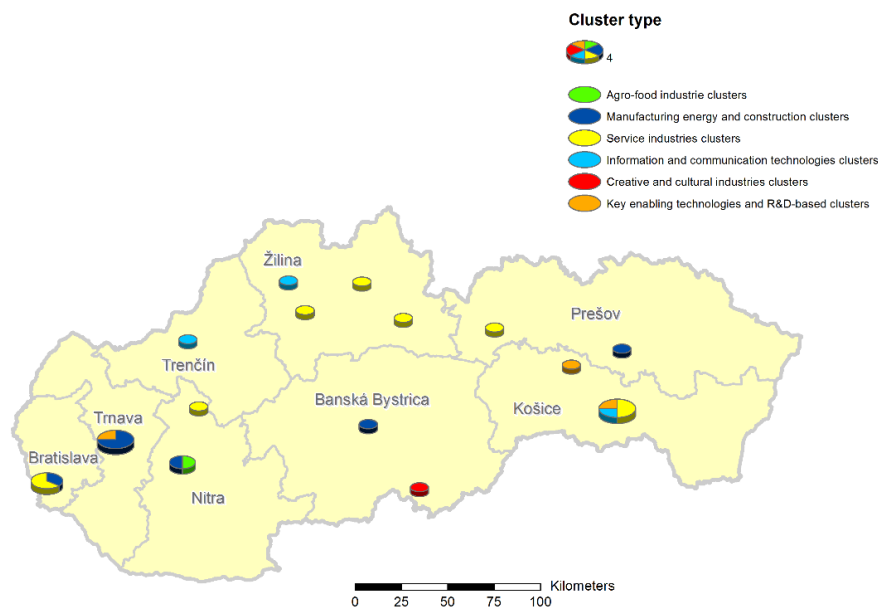 Cluster type
4
Agro-food industrie clusters
Manufacturing energy and construction clusters
Service industries clusters
Information and communication technologies clusters
Creative and cultural industries clusters
Key enabling technologies and R&D-based clusters
Žilina
Prešov
Trenčín
Banská Bystrica
Košice
Trnava
Bratislava
Nitra
Kilometers
0 25 50 75 100